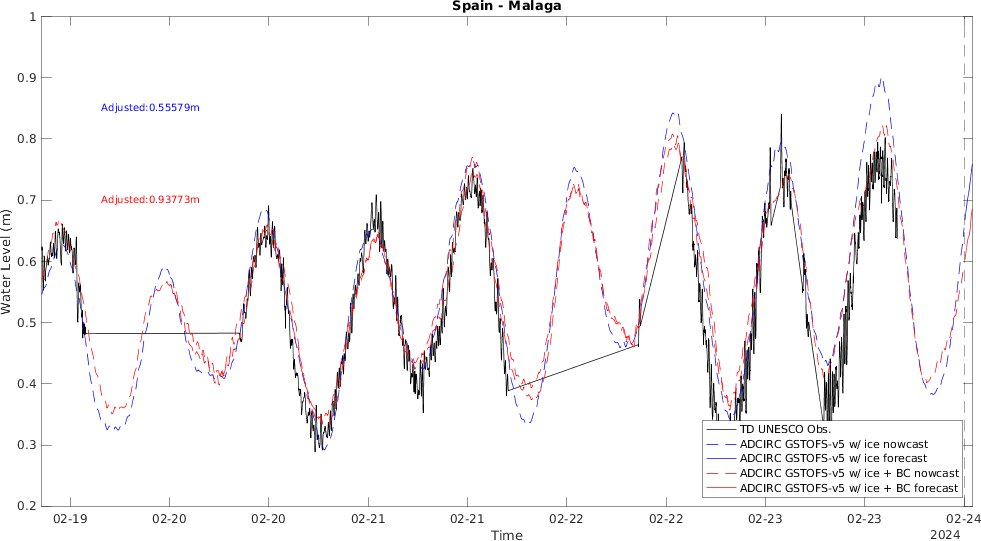 Spain - Malaga
1
0.9
0.8
0.7
0.6
0.5
0.4
0.3
0.2
Water Level (m)
Adjusted:0.55579m
Adjusted:0.93773m
TD UNESCO Obs.
ADCIRC GSTOFS-v5 w/ ice nowcast
ADCIRC GSTOFS-v5 w/ ice forecast
ADCIRC GSTOFS-v5 w/ ice + BC nowcast
ADCIRC GSTOFS-v5 w/ ice + BC forecast
02-19 02-20 02-20 02-21 02-21 02-22 02-22 02-23 02-23 02-24
Time
2024